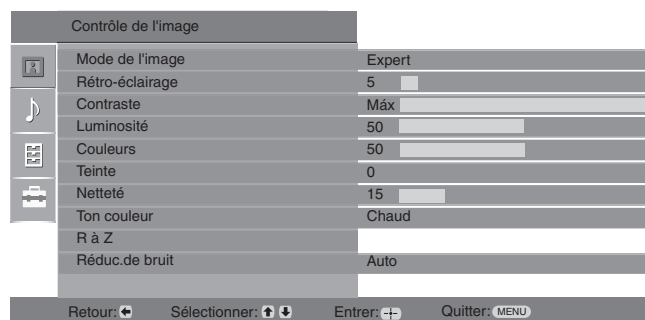 Contrôle de l'image
Mode de l'image Expert
Rétro-éclairage 5
Contraste Máx
Luminosité 50
Couleurs 50
Teinte 0
Netteté 15
Ton couleur Chaud
R à Z
Réduc.de bruit Auto
Retour: Sélectionner: Entrer: Quitter: MENU